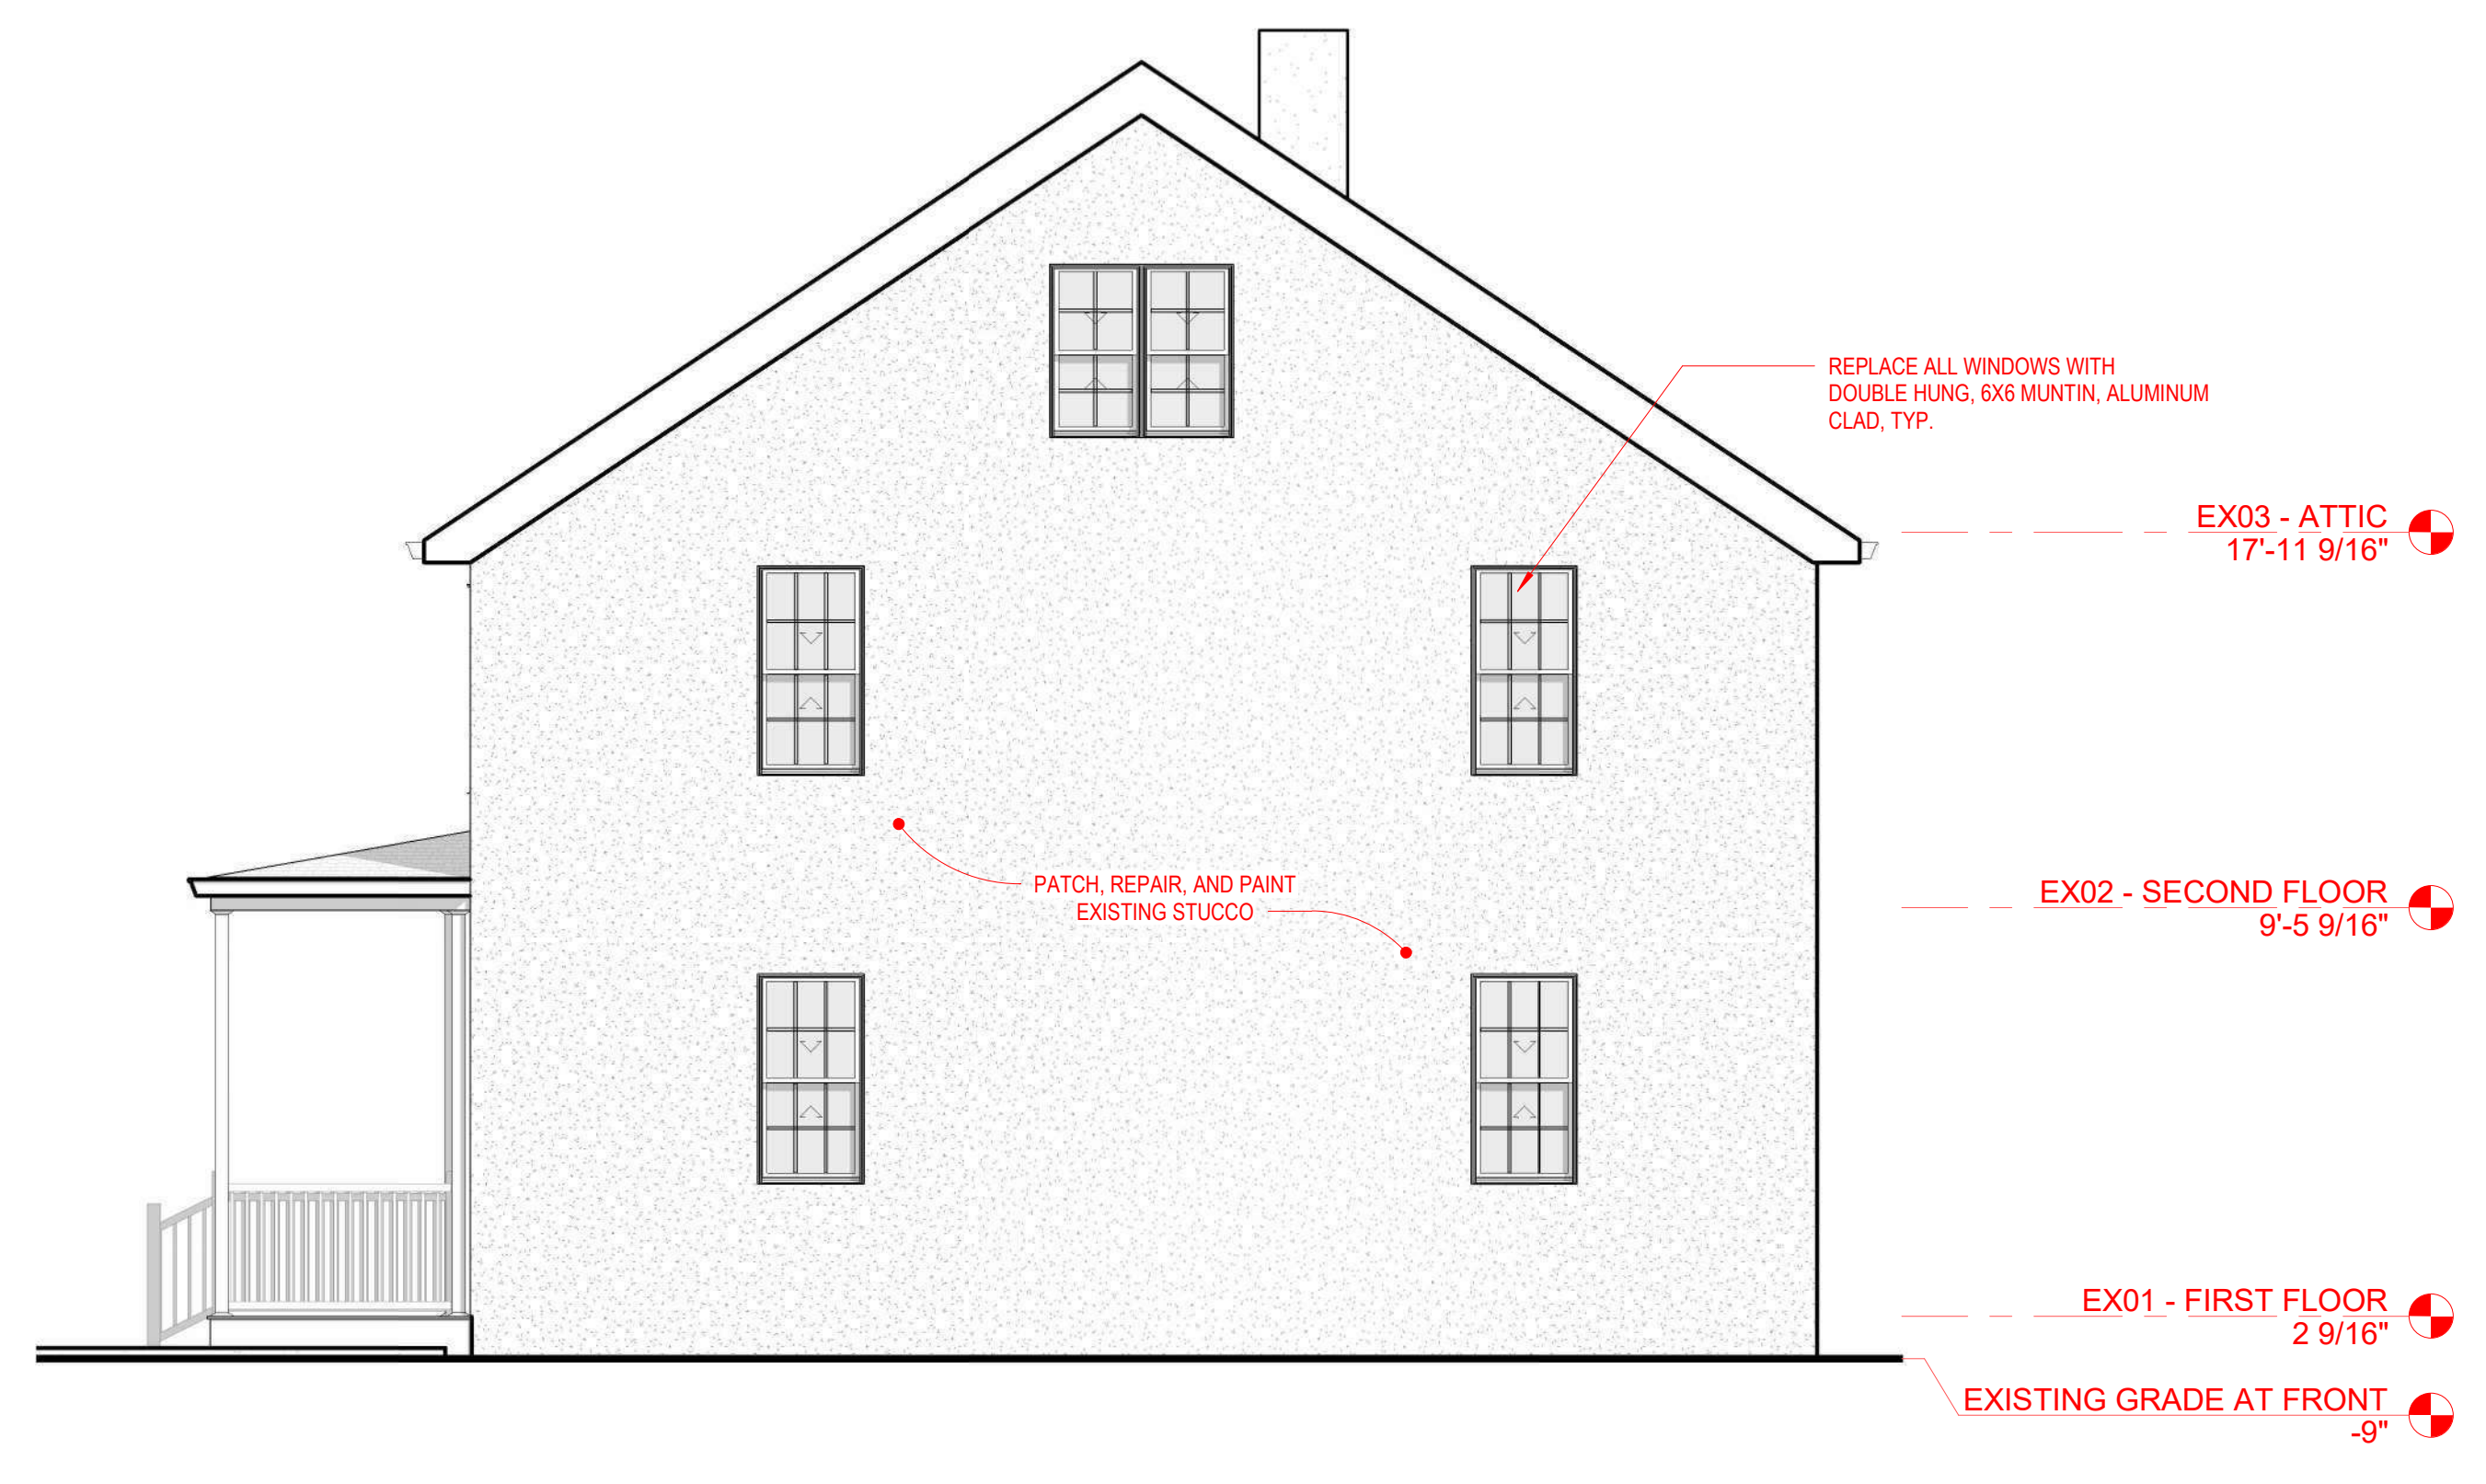 REPLACE ALL WINDOWS WITH
DOUBLE HUNG, 6X6 MUNTIN, ALUMINUM
CLAD, TYP.
EX03 - ATTIC
17'-11 9/16"
PATCH, REPAIR, AND PAINT
EXISTING STUCCO
EX02 - SECOND FLOOR
9'-5 9/16"
EX01 - FIRST FLOOR
2 9/16"
EXISTING GRADE AT FRONT
-9"